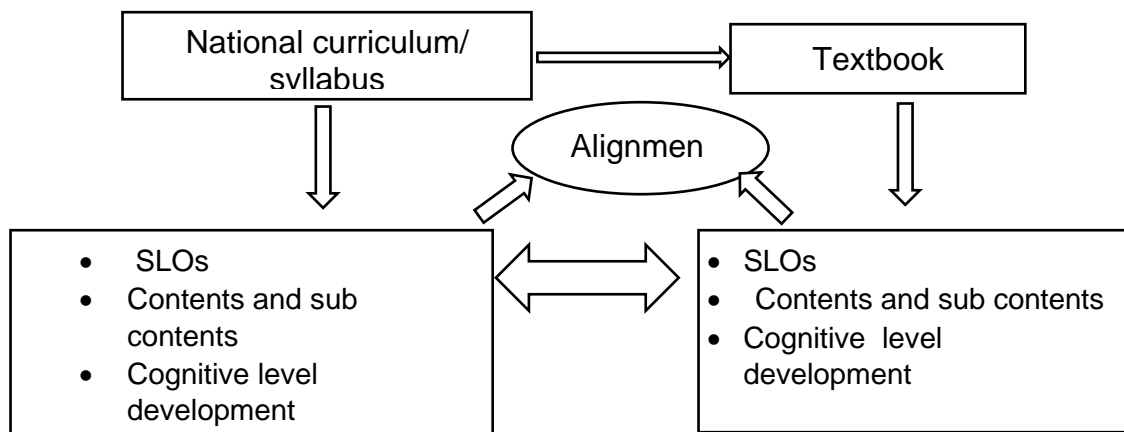 National curriculum/
syllabus
Textbook
Alignmen
• SLOs
• Contents and sub
contents
• Cognitive level
development
• SLOs
• Contents and sub contents
• Cognitive level
development